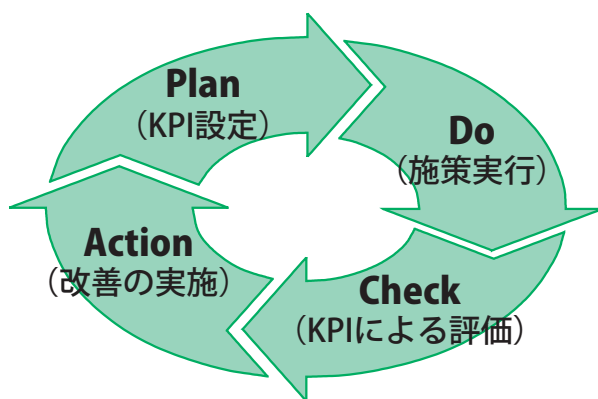 Plan
（KPI設定）
Do
（施策実行）
Check
（KPIによる評価）
Action
（改善の実施）